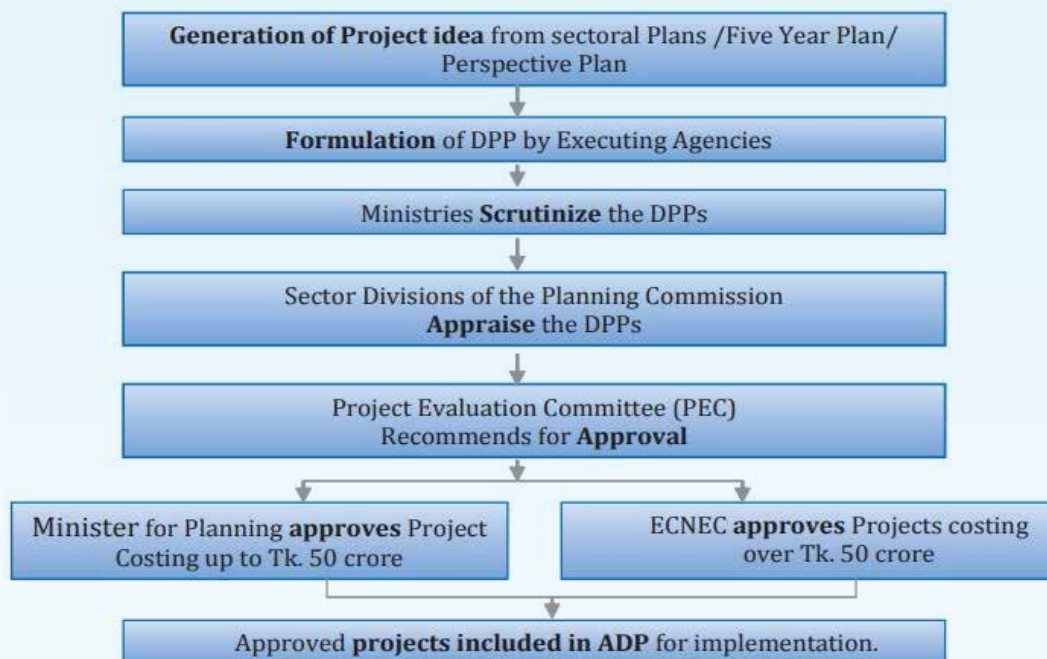 Generation of Project idea from sectoral Plans /Five Year Plan/
Perspective Plan
Formulation of DPP by Executing Agencies
Ministries Scrutinize the DPPs
Sector Divisions of the Planning Commission
Appraise the DPPs
Project Evaluation Committee (PEC)
Recommends for Approval
Minister for Planning approves Project
Costing up to Tk. 50 crore
ECNEC approves Projects costing
over Tk. 50 crore
Approved projects included in ADP for implementation.